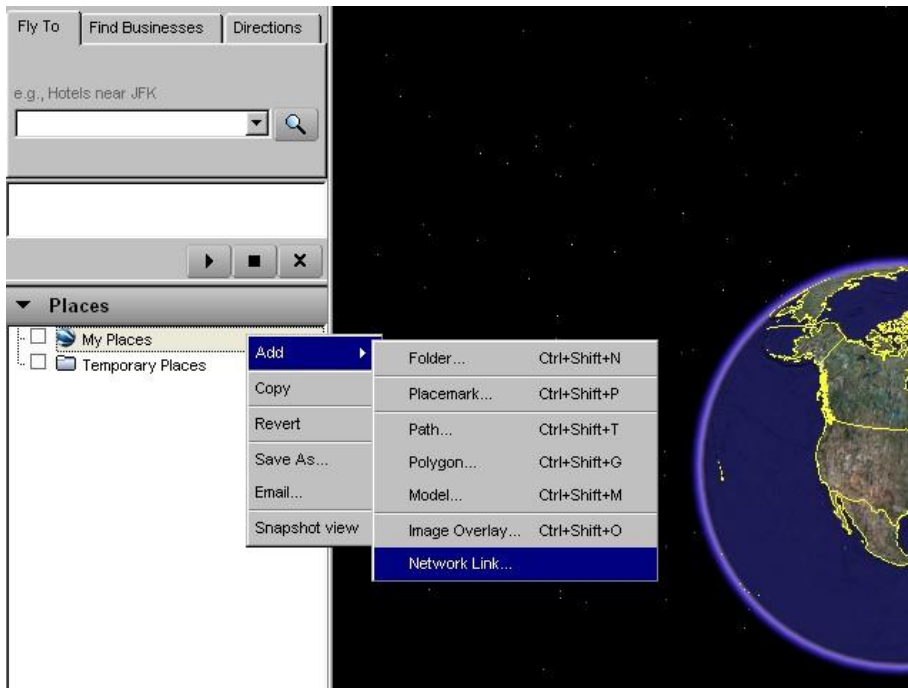 Fly To Find Businesses Directions
e.g., Hotels near JFK
Places
My Places
Temporary Places
Add
Copy
Revert
Save As...
Email...
Snapshot view
Folder... Ctrl+Shift+N
Placemark... Ctrl+Shift+P
Path... Ctrl+Shift+T
Polygon... Ctrl+Shift+G
Model... Ctrl+Shift+M
Image Overlay... Ctrl+Shift+O
Network Link...